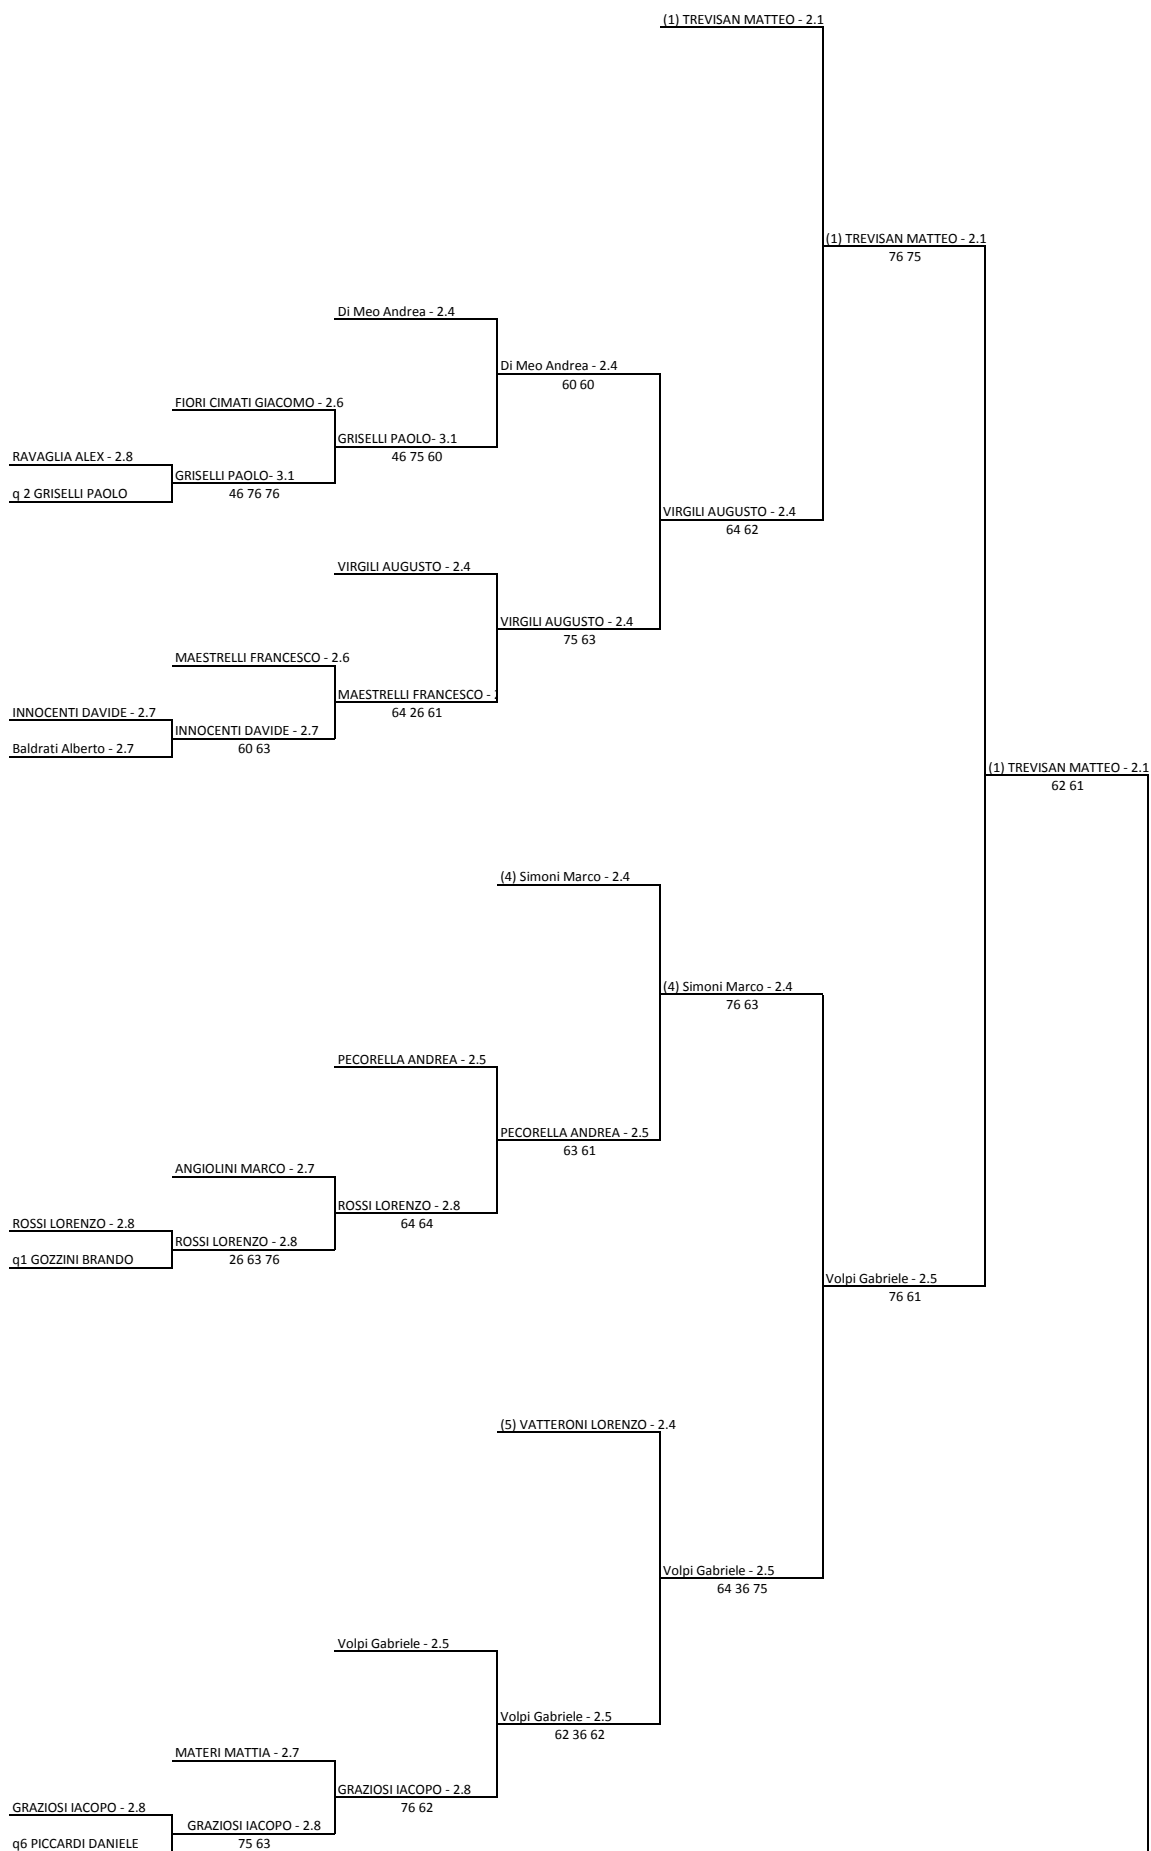 (1) TREVISAN MATTEO - 2.1
(1) TREVISAN MATTEO - 2.1
76 75
Di Meo Andrea - 2.4
Di Meo Andrea - 2.4
60 60
FIORI CIMATI GIACOMO - 2.6
GRISELLI PAOLO- 3.1
46 75 60
RAVAGLIA ALEX - 2.8
GRISELLI PAOLO- 3.1
46 76 76
q 2 GRISELLI PAOLO
VIRGILI AUGUSTO - 2.4
64 62
VIRGILI AUGUSTO - 2.4
VIRGILI AUGUSTO - 2.4
75 63
MAESTRELLI FRANCESCO - 2.6
MAESTRELLI FRANCESCO -
64 26 61
INNOCENTI DAVIDE - 2.7
INNOCENTI DAVIDE - 2.7
60 63
Baldrati Alberto - 2.7
(1) TREVISAN MATTEO - 2.1
62 61
(4) Simoni Marco - 2.4
(4) Simoni Marco - 2.4
76 63
PECORELLA ANDREA - 2.5
PECORELLA ANDREA - 2.5
63 61
ANGIOLINI MARCO - 2.7
ROSSI LORENZO - 2.8
64 64
ROSSI LORENZO - 2.8
ROSSI LORENZO - 2.8
26 63 76
q1 GOZZINI BRANDO
Volpi Gabriele - 2.5
76 61
(5) VATTERONI LORENZO - 2.4
Volpi Gabriele - 2.5
64 36 75
Volpi Gabriele - 2.5
Volpi Gabriele - 2.5
62 36 62
MATERI MATTIA - 2.7
GRAZIOSI IACOPO - 2.8
76 62
GRAZIOSI IACOPO - 2.8
GRAZIOSI IACOPO - 2.8
75 63
q6 PICCARDI DANIELE